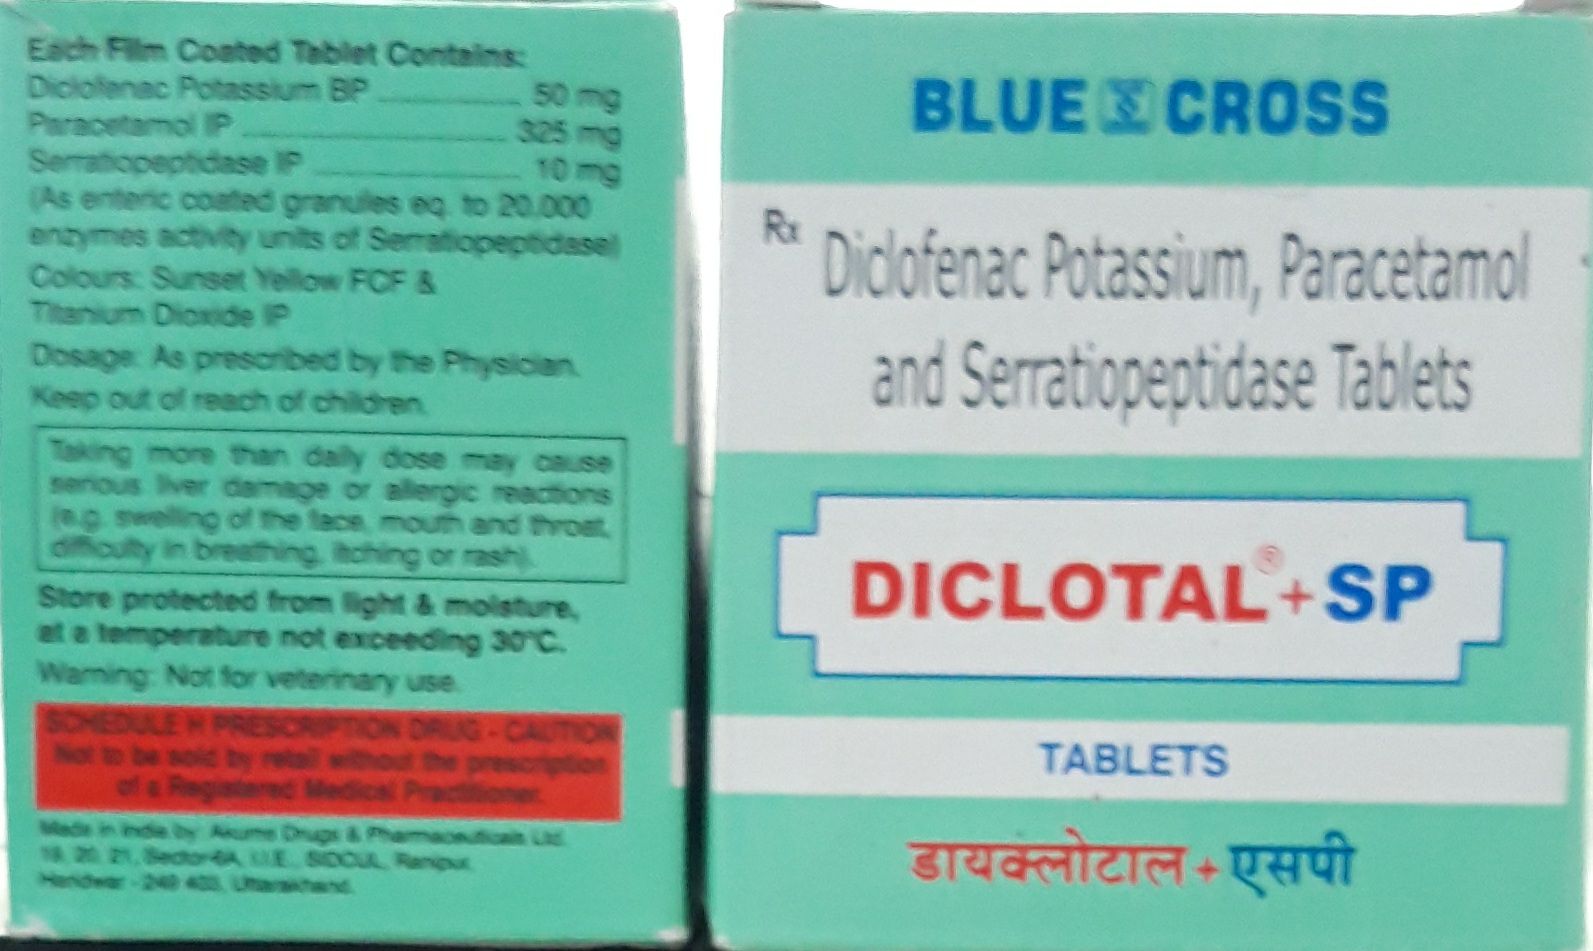 Each Film Coated Tablet Contains:
Diclofenac Potassium BP 50 mg
Paracetamol IP 325 mg
Serratiopeptidase IP 10 mg
(As enteric coated granules eq. to 20,000
enzymes activity units of Serratiopeptidase)
Colours: Sunset Yellow FCF &
Titanium Dioxide IP
Dosage: As prescribed by the Physician.
Keep out of reach of children.
Taking more than daily dose may cause
serious liver damage or allergic reactions
(e.g. swelling of the face, mouth and throat,
difficulty in breathing, itching or rash).
Store protected from light & moisture,
at a temperature not exceeding 30°C.
Warning: Not for veterinary use.
SCHEDULE H PRESCRIPTION DRUG - CAUTION
Not to be sold by retail without the prescription
of a Registered Medical Practitioner.
Made in India by: Akums Drugs & Pharmaceuticals Ltd.
19, 20, 21, Sector-6A, I.I.E., SIDCUL, Ranipur,
Haridwar - 249 403, Uttarakhand.
BLUE CROSS
Rx Diclofenac Potassium, Paracetamol
and Serratiopeptidase Tablets
DICLOTAL®+SP
TABLETS
डायक्लोटाल+एसपी